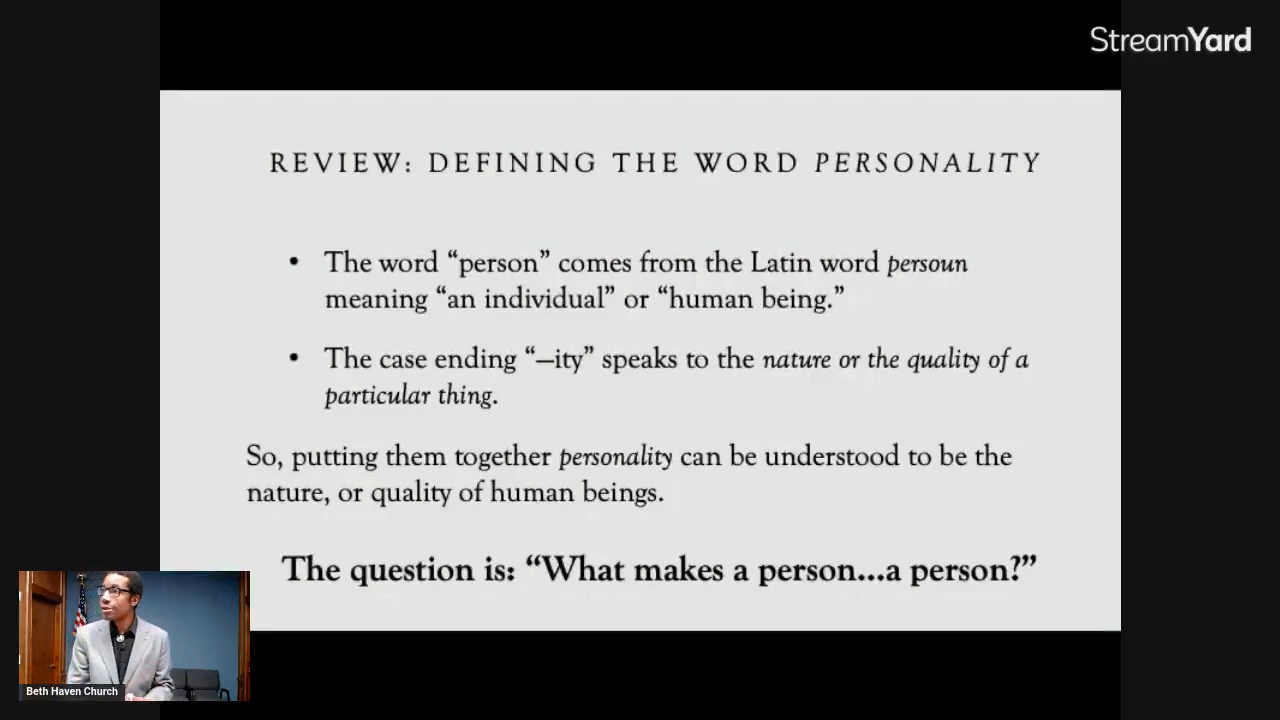 StreamYard
REVIEW: DEFINING THE WORD PERSONALITY
• The word “person” comes from the Latin word persoun
meaning “an individual” or “human being.”
• The case ending “–ity” speaks to the nature or the quality of a
particular thing.
So, putting them together personality can be understood to be the
nature, or quality of human beings.
The question is: “What makes a person...a person?”
Beth Haven Church